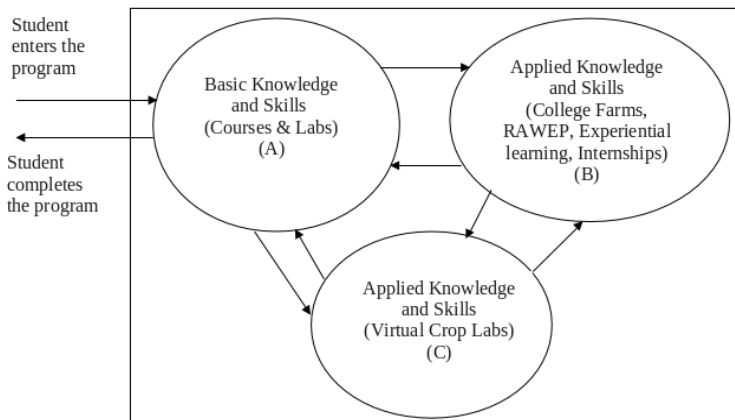 Student
enters the
program
Student
completes
the program
Basic Knowledge
and Skills
(Courses & Labs)
(A)
Applied Knowledge
and Skills
(College Farms,
RAWEP, Experiential
learning, Internships)
(B)
Applied Knowledge
and Skills
(Virtual Crop Labs)
(C)